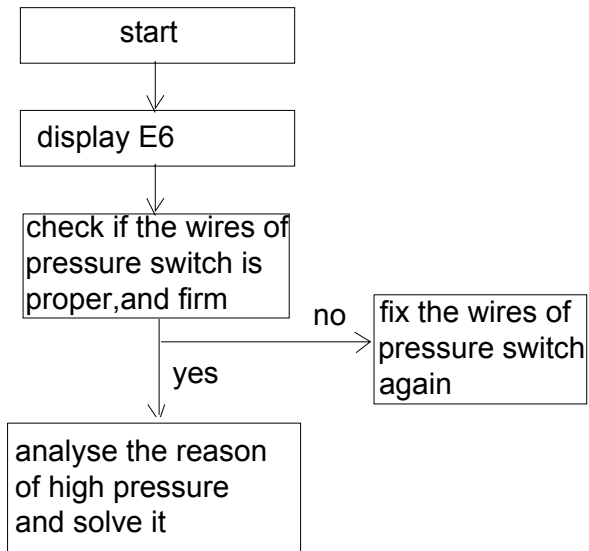 start
display E6
check if the wires of
pressure switch is
proper,and firm
no
fix the wires of
pressure switch
again
yes
analyse the reason
of high pressure
and solve it